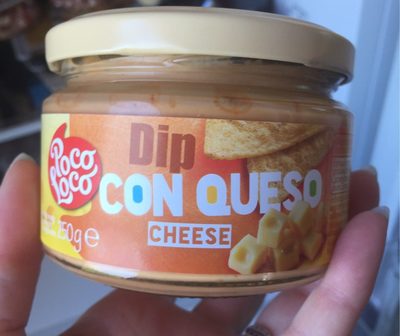 Poco
Loco
Dip
CON QUESO
CHEESE
250g e